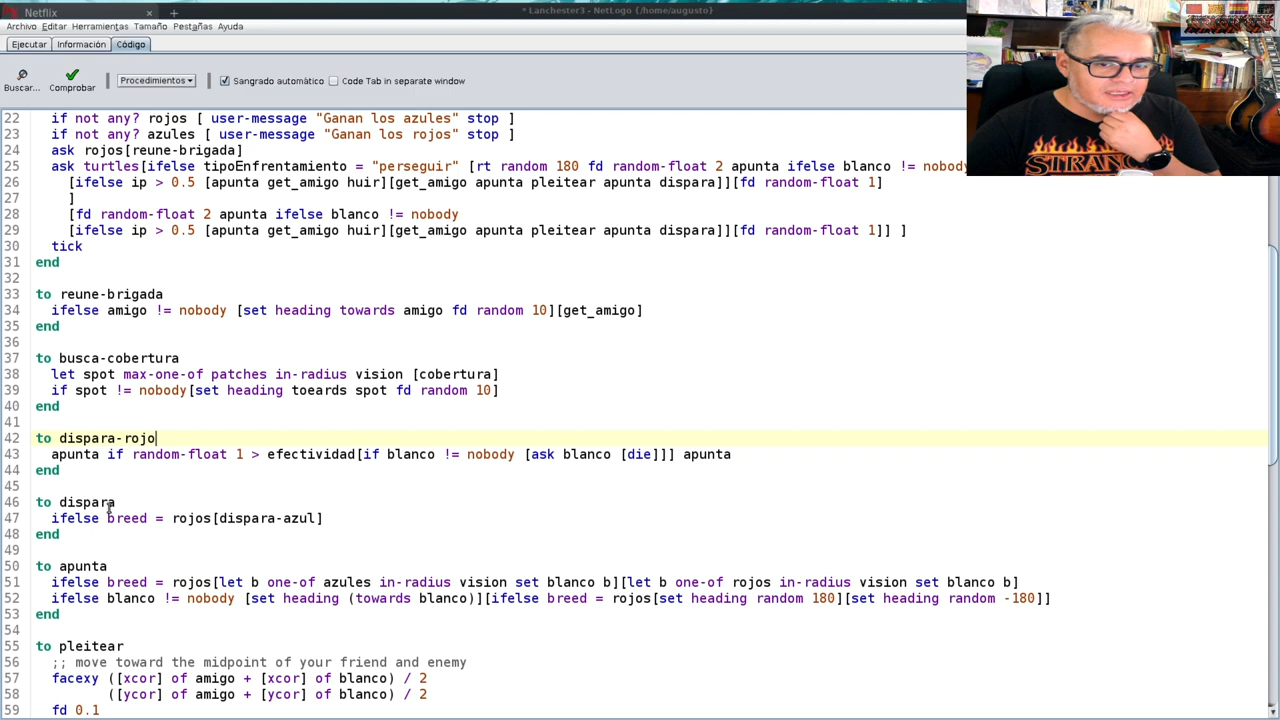 Netflix × +
* Lanchester3 - NetLogo {/home/augusto}
Archivo Editar Herramientas Tamaño Pestañas Ayuda
Ejecutar Información Código
Buscar... Comprobar Procedimientos Sangrado automático Code Tab in separate window
22 if not any? rojos [ user-message "Ganan los azules" stop ]
23 if not any? azules [ user-message "Ganan los rojos" stop ]
24 ask rojos[reune-brigada]
25 ask turtles[ifelse tipoEnfrentamiento = "perseguir" [rt random 180 fd random-float 2 apunta ifelse blanco != nobody
26 [ifelse ip > 0.5 [apunta get_amigo huir][get_amigo apunta pleitear apunta dispara]][fd random-float 1]
27 ]
28 [fd random-float 2 apunta ifelse blanco != nobody
29 [ifelse ip > 0.5 [apunta get_amigo huir][get_amigo apunta pleitear apunta dispara]][fd random-float 1]] ]
30 tick
31 end
32
33 to reune-brigada
34 ifelse amigo != nobody [set heading towards amigo fd random 10][get_amigo]
35 end
36
37 to busca-cobertura
38 let spot max-one-of patches in-radius vision [cobertura]
39 if spot != nobody[set heading toeards spot fd random 10]
40 end
41
42 to dispara-rojo
43 apunta if random-float 1 > efectividad[if blanco != nobody [ask blanco [die]]] apunta
44 end
45
46 to dispara
47 ifelse breed = rojos[dispara-azul]
48 end
49
50 to apunta
51 ifelse breed = rojos[let b one-of azules in-radius vision set blanco b][let b one-of rojos in-radius vision set blanco b]
52 ifelse blanco != nobody [set heading (towards blanco)][ifelse breed = rojos[set heading random 180][set heading random -180]]
53 end
54
55 to pleitear
56 ;; move toward the midpoint of your friend and enemy
57 facexy ([xcor] of amigo + [xcor] of blanco) / 2
58 ([ycor] of amigo + [ycor] of blanco) / 2
59 fd 0.1